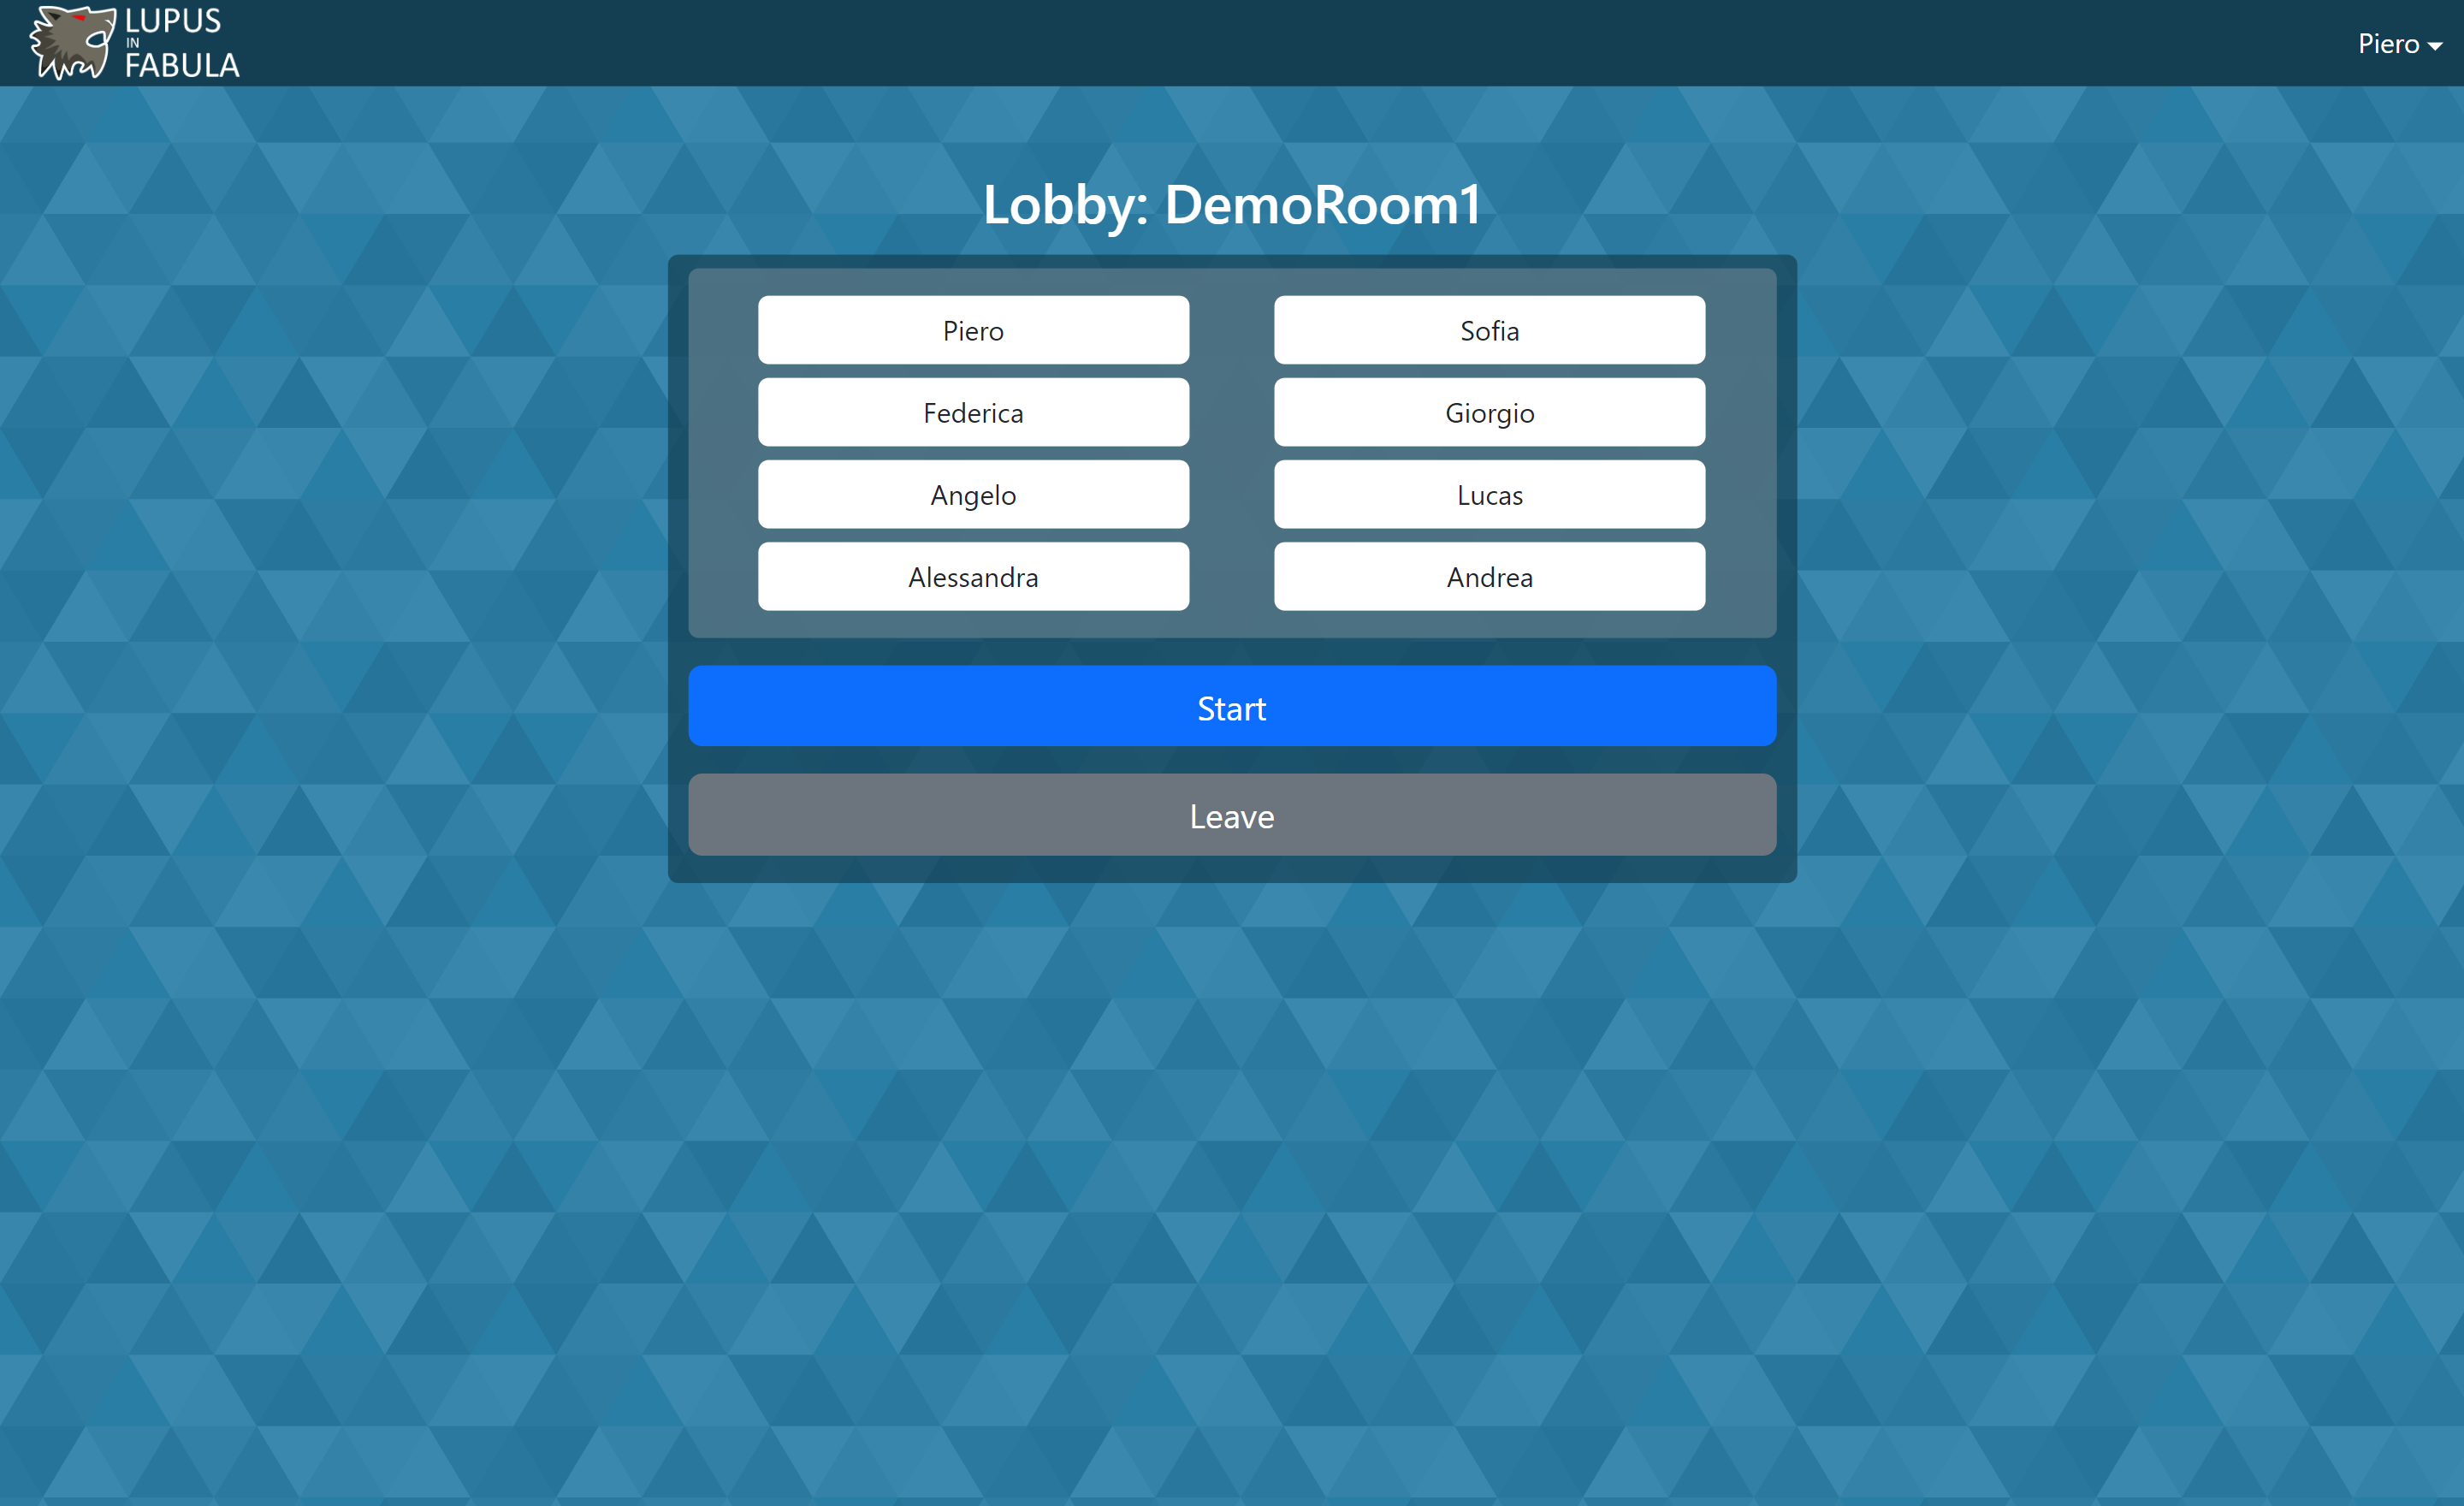 LUPUS
IN
FABULA
Piero
Lobby: DemoRoom1
Piero
Sofia
Federica
Giorgio
Angelo
Lucas
Alessandra
Andrea
Start
Leave